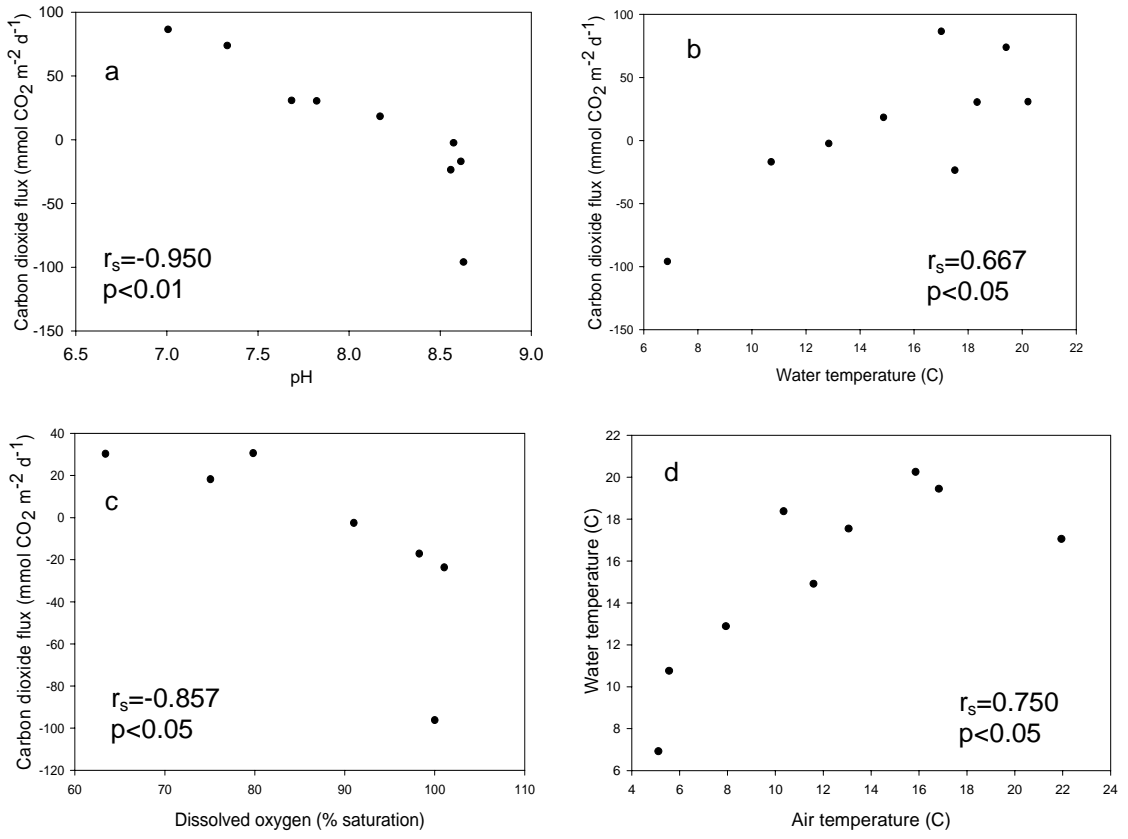 Carbon dioxide flux (mmol CO2 m-2 d-1)
100
50
0
-50
-100
-150
a
rs=-0.950
p<0.01
6.5 7.0 7.5 8.0 8.5 9.0
pH
Carbon dioxide flux (mmol CO2 m-2 d-1)
100
50
0
-50
-100
-150
b
rs=0.667
p<0.05
6 8 10 12 14 16 18 20 22
Water temperature (C)
Carbon dioxide flux (mmol CO2 m-2 d-1)
40
20
0
-20
-40
-60
-80
-100
-120
c
rs=-0.857
p<0.05
60 70 80 90 100 110
Dissolved oxygen (% saturation)
Water temperature (C)
22
20
18
16
14
12
10
8
6
d
rs=0.750
p<0.05
4 6 8 10 12 14 16 18 20 22 24
Air temperature (C)